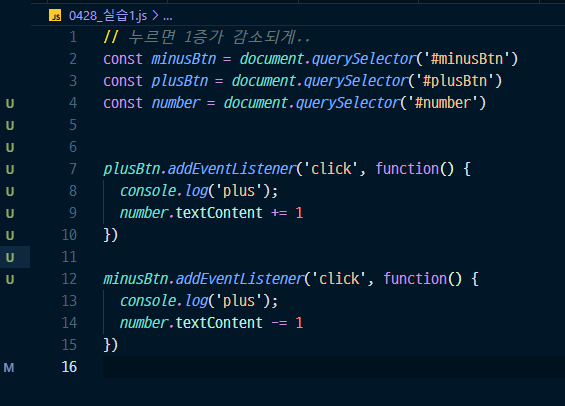 JS 0428_실습1.js > ...
1 // 누르면 1증가 감소되게..
2 const minusBtn = document.querySelector('#minusBtn')
3 const plusBtn = document.querySelector('#plusBtn')
U 4 const number = document.querySelector('#number')
U 5
U 6
U 7 plusBtn.addEventListener('click', function() {
U 8 console.log('plus');
U 9 number.textContent += 1
U 10 })
U 11
U 12 minusBtn.addEventListener('click', function() {
13 console.log('plus');
14 number.textContent -= 1
15 })
M 16